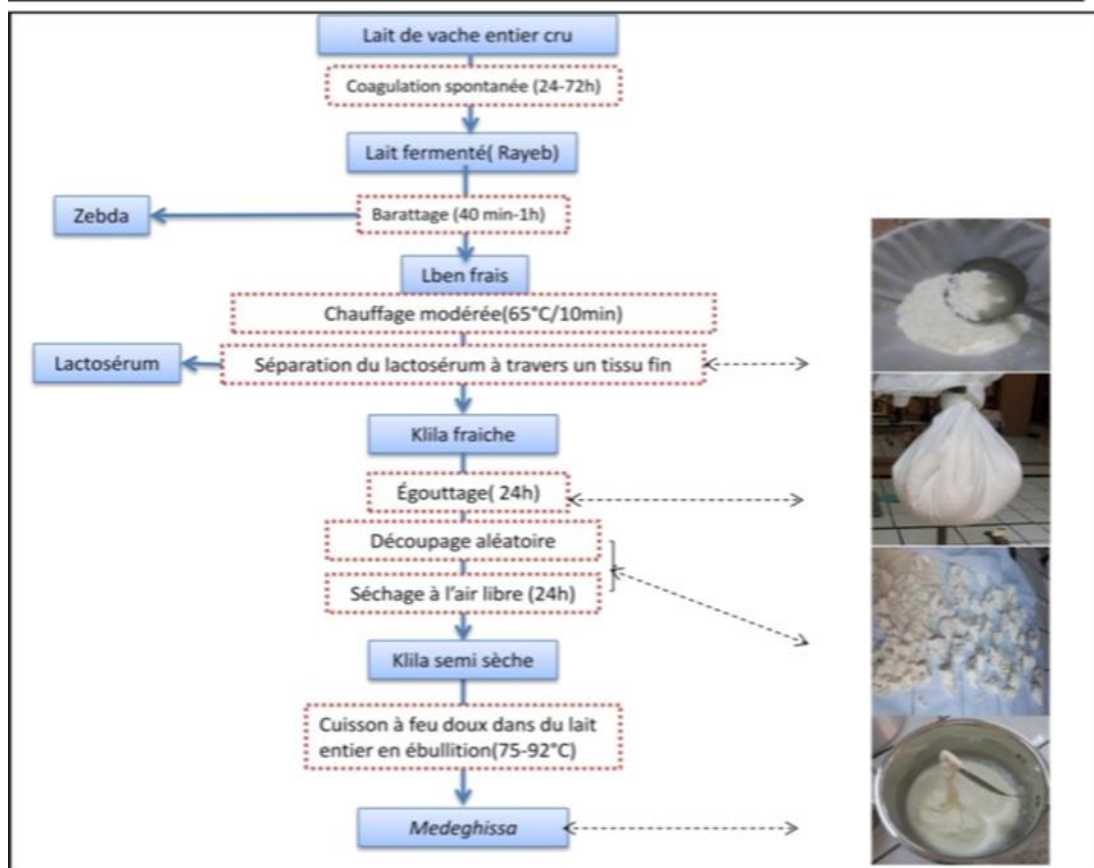 Lait de vache entier cru
Coagulation spontanée (24-72h)
Lait fermenté( Rayeb)
Zebda
Barattage (40 min-1h)
Lben frais
Chauffage modérée(65°C/10min)
Lactosérum
Séparation du lactosérum à travers un tissu fin
Klila fraiche
Égouttage( 24h)
Découpage aléatoire
Séchage à l'air libre (24h)
Klila semi sèche
Cuisson à feu doux dans du lait
entier en ébullition(75-92°C)
Medeghissa